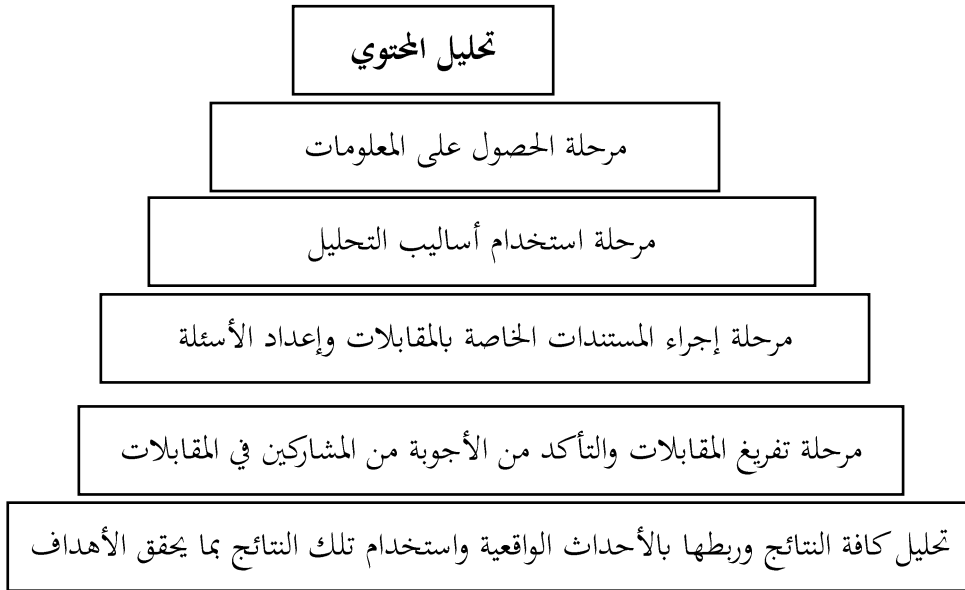 تحليل المحتوي
مرحلة الحصول على المعلومات
مرحلة استخدام أساليب التحليل
مرحلة إجراء المستندات الخاصة بالمقابلات وإعداد الأسئلة
مرحلة تفريغ المقابلات والتأكد من الأجوبة من المشاركين في المقابلات
تحليل كافة النتائج وربطها بالأحداث الواقعية واستخدام تلك النتائج بما يحقق الأهداف